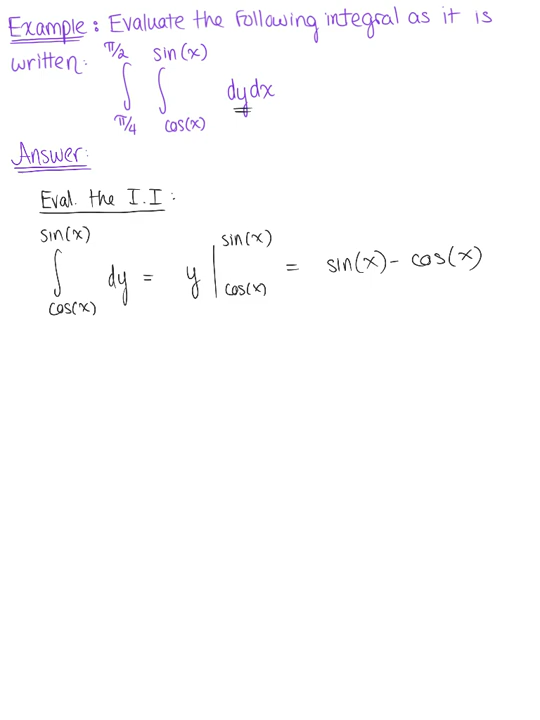 Example: Evaluate the following integral as it is
written: ∫_{π/4}^{π/2} ∫_{cos(x)}^{sin(x)} dydx
Answer:
Eval. the I.I:
∫_{cos(x)}^{sin(x)} dy = y |_{cos(x)}^{sin(x)} = sin(x) - cos(x)